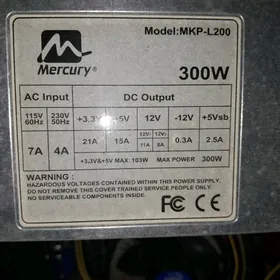 Model:MKP-L200
Mercury®
300W
AC Input DC Output
115V 60Hz 230V 50Hz +3.3V +5V 12V -12V +5Vsb
7A 4A 21A 15A 12V1 11A 12V2 8A 0.3A 2.5A
+3.3V&+5V MAX: 103W MAX POWER 300W
WARNING :
HAZARDOUS VOLTAGES CONTAINED WITHIN THIS POWER SUPPLY.
DO NOT REMOVE THIS COVER TRAINED SERVICE PEOPLE ONLY.
NO SERVICEABLE COMPONENTS INSIDE.
FC CE